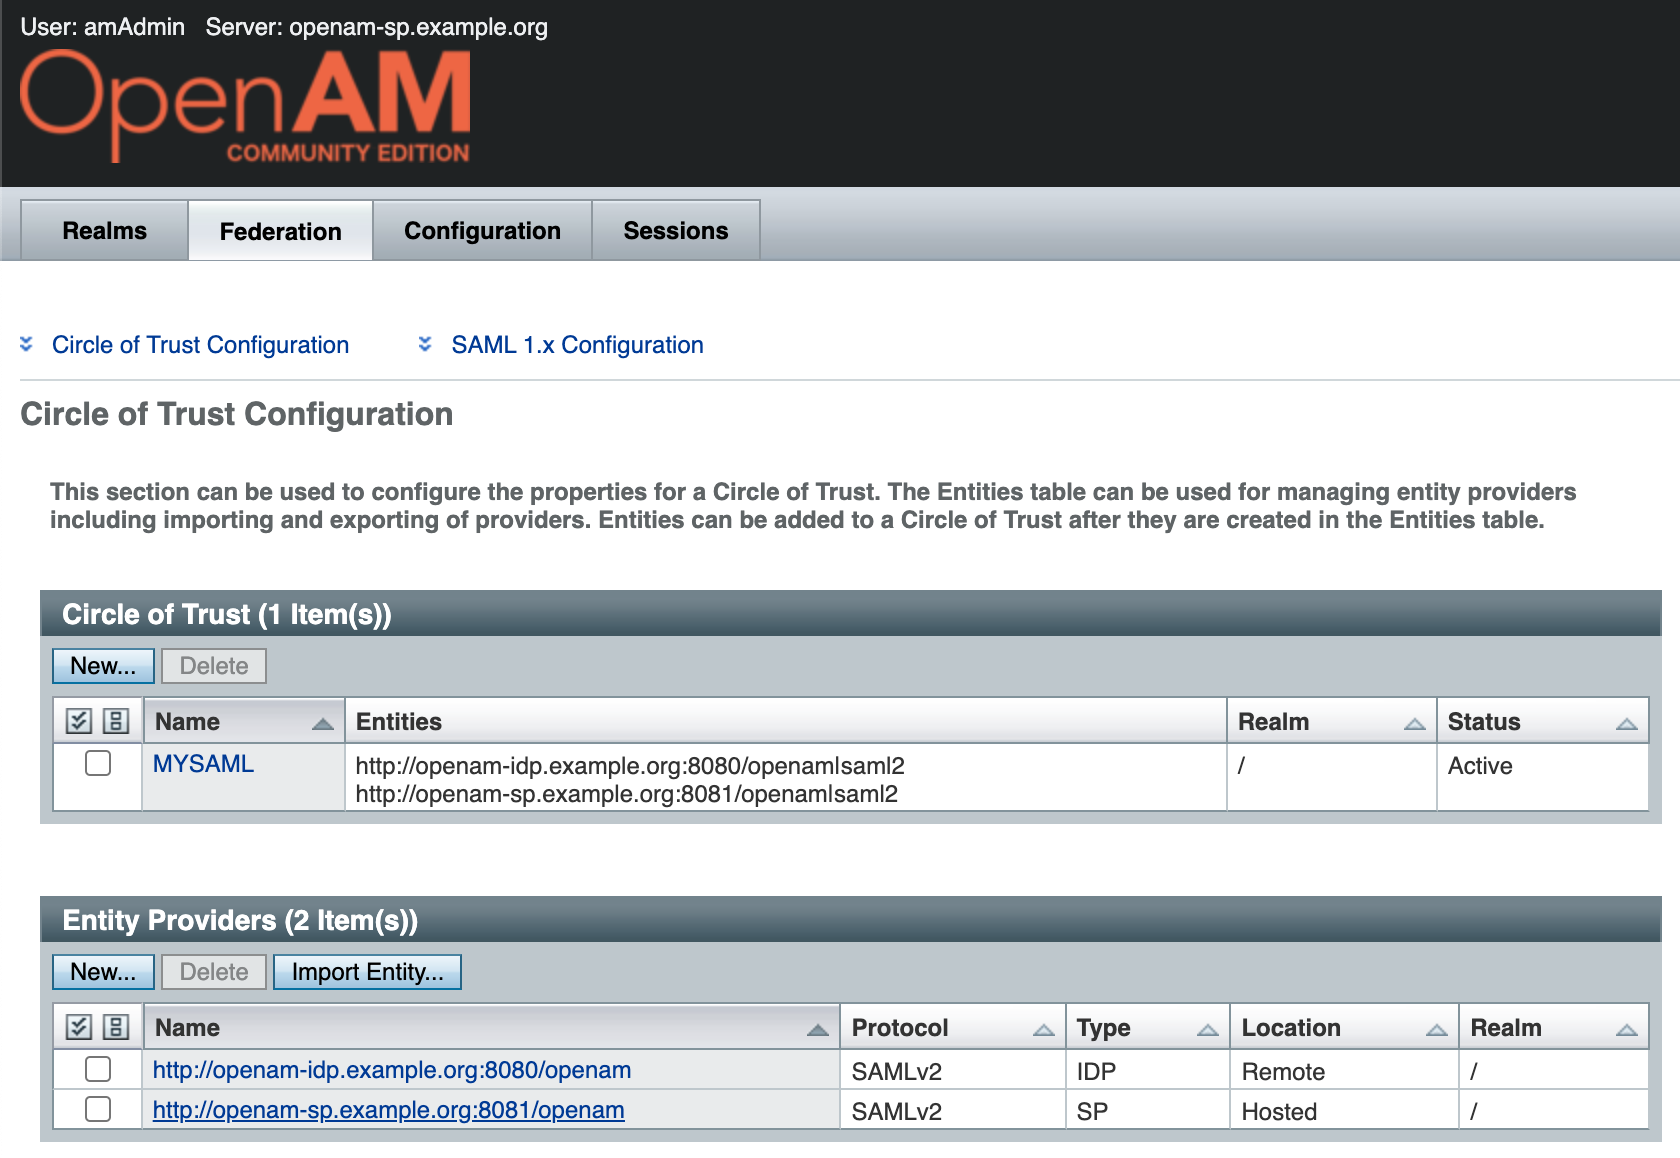 User: amAdmin Server: openam-sp.example.org
OpenAM
COMMUNITY EDITION
Realms Federation Configuration Sessions
Circle of Trust Configuration SAML 1.x Configuration
Circle of Trust Configuration
This section can be used to configure the properties for a Circle of Trust. The Entities table can be used for managing entity providers
including importing and exporting of providers. Entities can be added to a Circle of Trust after they are created in the Entities table.
Circle of Trust (1 Item(s))
New... Delete
Name Entities Realm Status
MYSAML http://openam-idp.example.org:8080/openam|saml2 / Active
http://openam-sp.example.org:8081/openam|saml2
Entity Providers (2 Item(s))
New... Delete Import Entity...
Name Protocol Type Location Realm
http://openam-idp.example.org:8080/openam SAMLv2 IDP Remote /
http://openam-sp.example.org:8081/openam SAMLv2 SP Hosted /